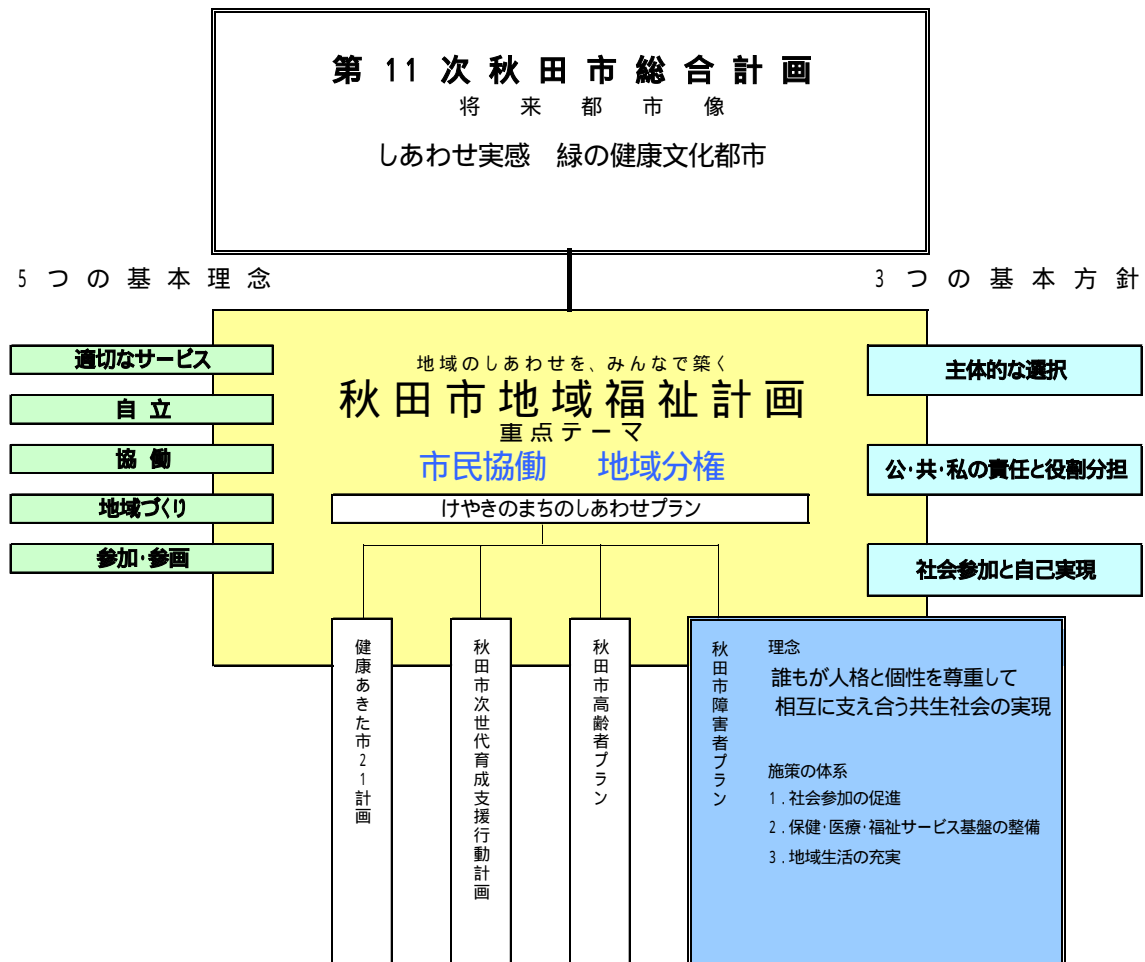 第 11 次 秋 田 市 総 合 計 画
将 来 都 市 像
しあわせ実感　緑の健康文化都市
5 つ の 基 本 理 念
適切なサービス
自 立
協 働
地域づくり
参加・参画
地域のしあわせを、みんなで築く
秋田市地域福祉計画
重点テーマ
市民協働　地域分権
けやきのまちのしあわせプラン
3 つ の 基 本 方 針
主体的な選択
公・共・私の責任と役割分担
社会参加と自己実現
健康あきた市21計画
秋田市次世代育成支援行動計画
秋田市高齢者プラン
秋田市障害者プラン
理念
誰もが人格と個性を尊重して
相互に支え合う共生社会の実現
施策の体系
1．社会参加の促進
2．保健・医療・福祉サービス基盤の整備
3．地域生活の充実